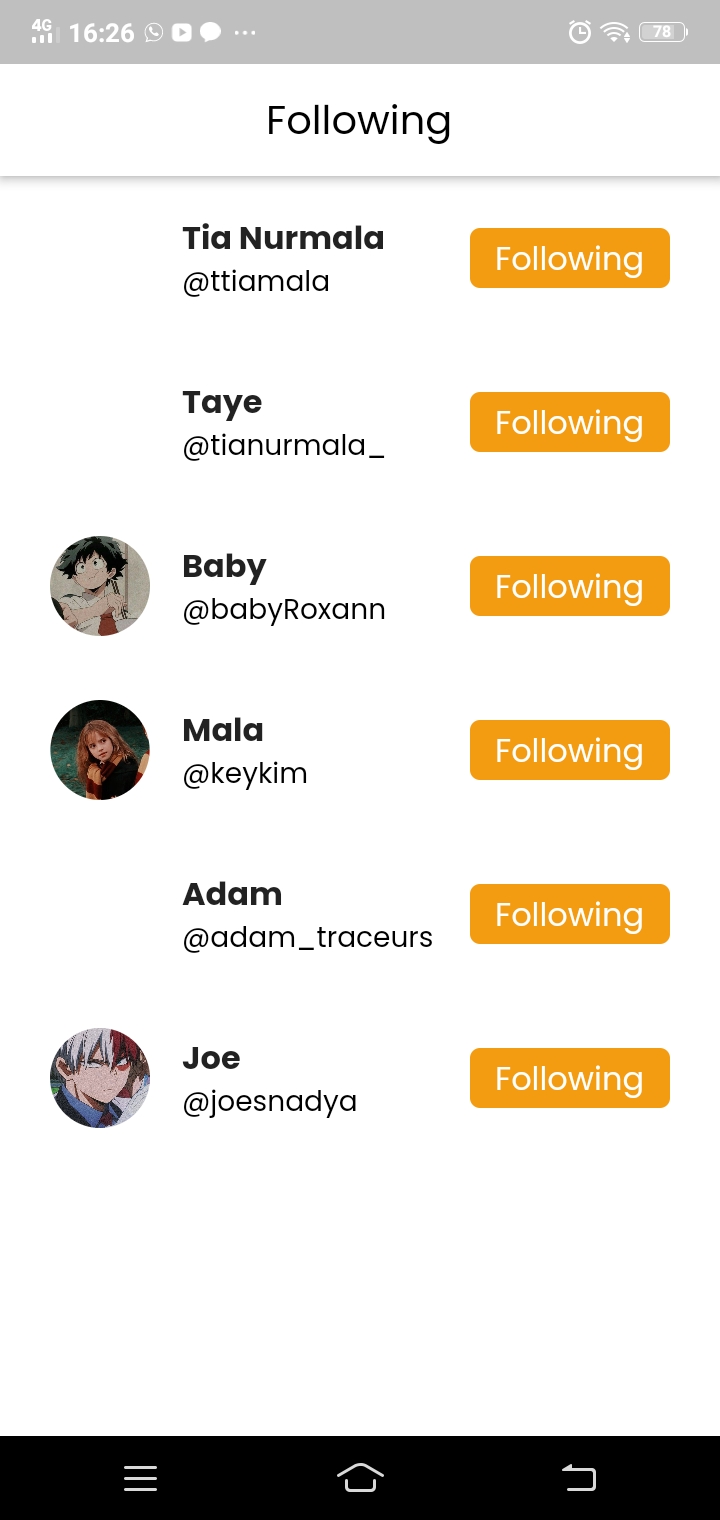 4G 16:26 78
Following
Tia Nurmala
@ttiamala
Following
Taye
@tianurmala_
Following
Baby
@babyRoxann
Following
Mala
@keykim
Following
Adam
@adam_traceurs
Following
Joe
@joesnadya
Following